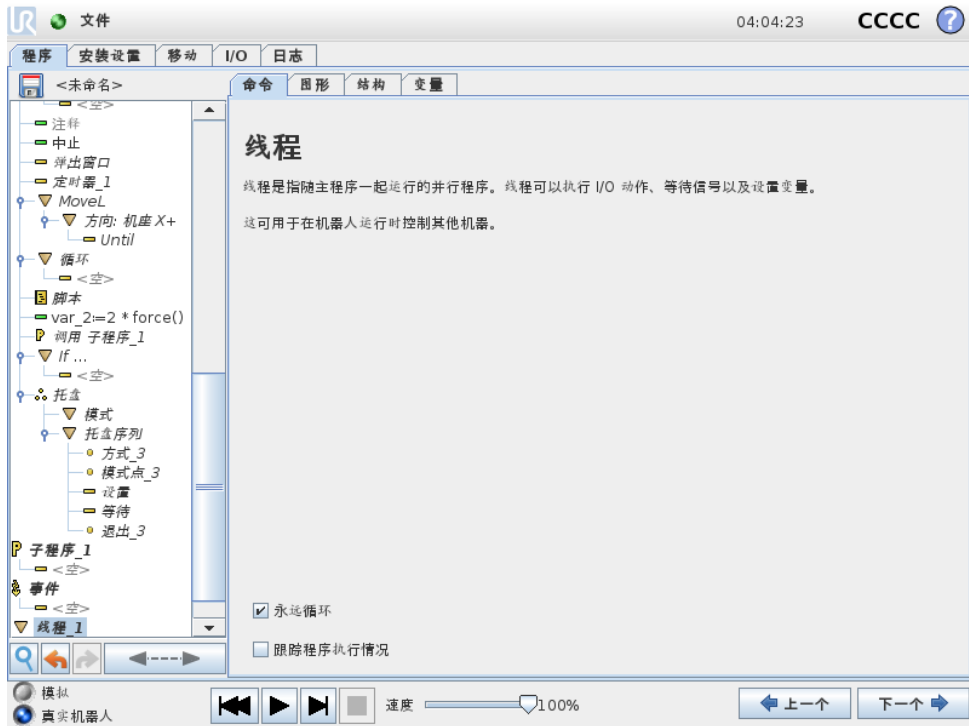 UR 文件 04:04:23 CCCC ?
程序 安装设置 移动 I/O 日志
<未命名> 命令 图形 结构 变量
<空>
注释
中止
弹出窗口
定时器_1
MoveL
方向: 机座 X+
Until
循环
<空>
脚本
var_2:=2 * force()
调用 子程序_1
If ...
<空>
托盘
模式
托盘序列
方式_3
模式点_3
设置
等待
退出_3
子程序_1
<空>
事件
<空>
线程_1
线程
线程是指随主程序一起运行的并行程序。线程可以执行 I/O 动作、等待信号以及设置变量。
这可用于在机器人运行时控制其他机器。
永远循环
跟踪程序执行情况
模拟
真实机器人
速度 100%
上一个 下一个